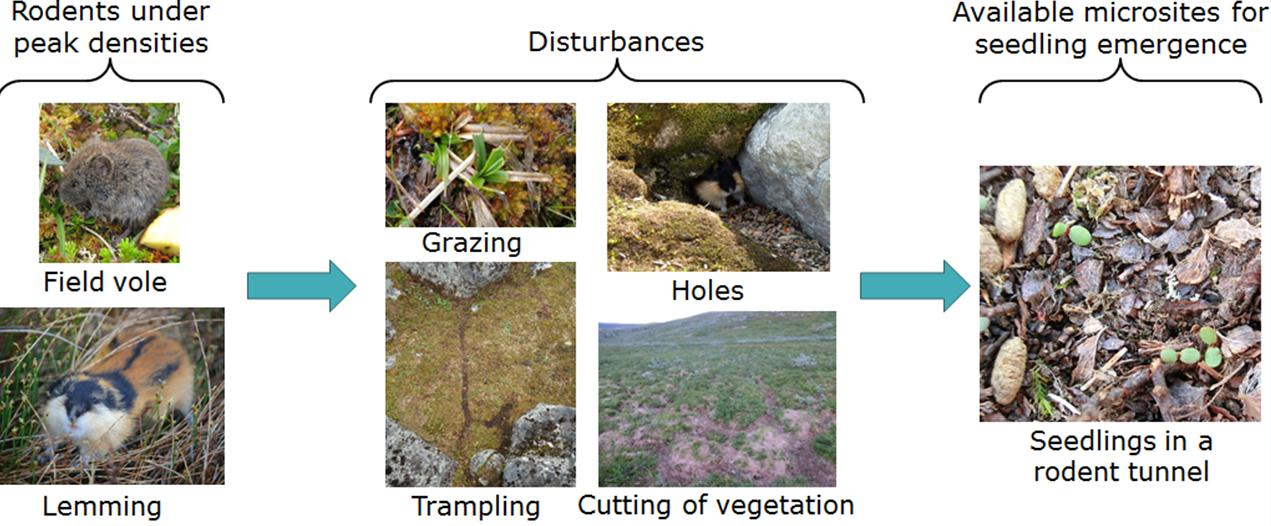 Rodents under
peak densities
Disturbances
Available microsites for
seedling emergence
Field vole
Lemming
Grazing
Holes
Trampling
Cutting of vegetation
Seedlings in a
rodent tunnel